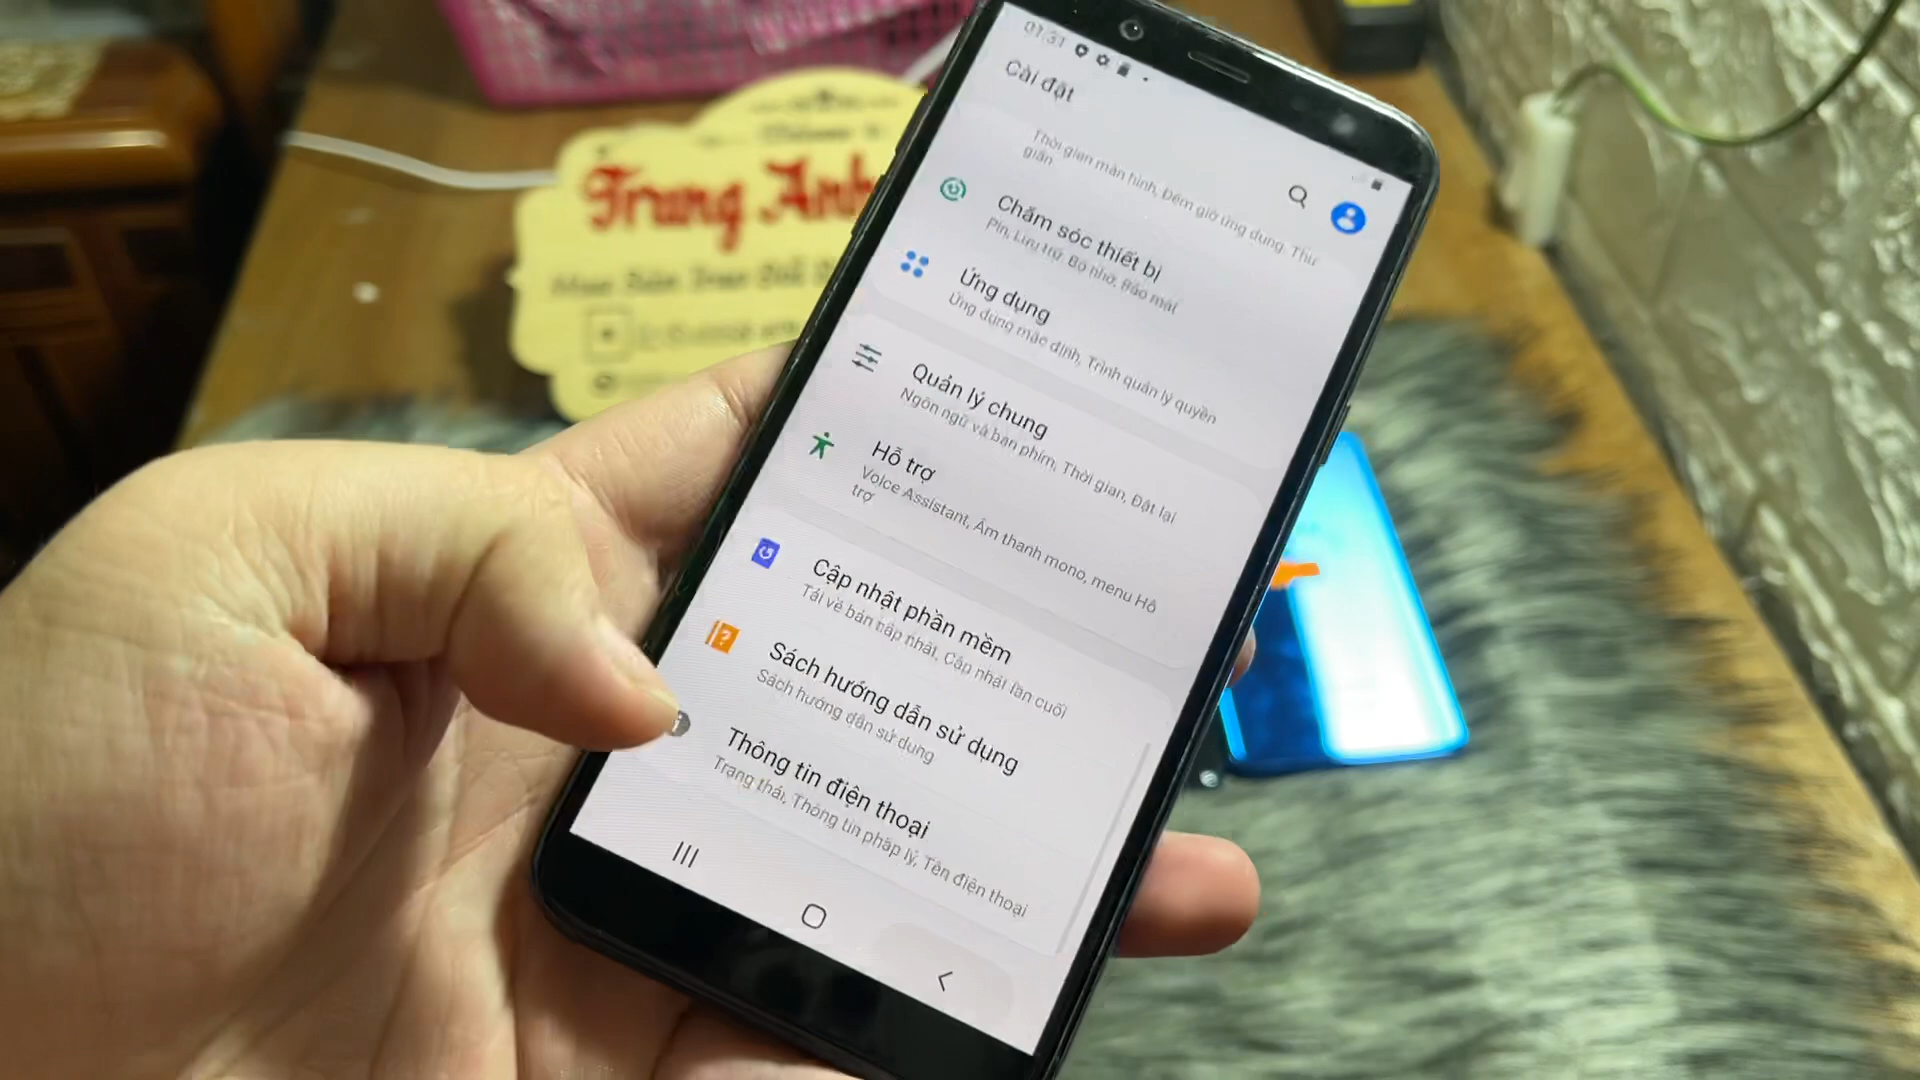 01:31
Cài đặt
Thời gian màn hình, Đếm giờ ứng dụng, Thư
giãn
Chăm sóc thiết bị
Pin, Lưu trữ, Bộ nhớ, Bảo mật
Ứng dụng
Ứng dụng mặc định, Trình quản lý quyền
Quản lý chung
Ngôn ngữ và bàn phím, Thời gian, Đặt lại
Hỗ trợ
Voice Assistant, Âm thanh mono, menu Hỗ
trợ
Cập nhật phần mềm
Tải về bản cập nhật, Cập nhật lần cuối
Sách hướng dẫn sử dụng
Sách hướng dẫn sử dụng
Thông tin điện thoại
Trạng thái, Thông tin pháp lý, Tên điện thoại
Trang Anh
Mua Bán Trao Đổi